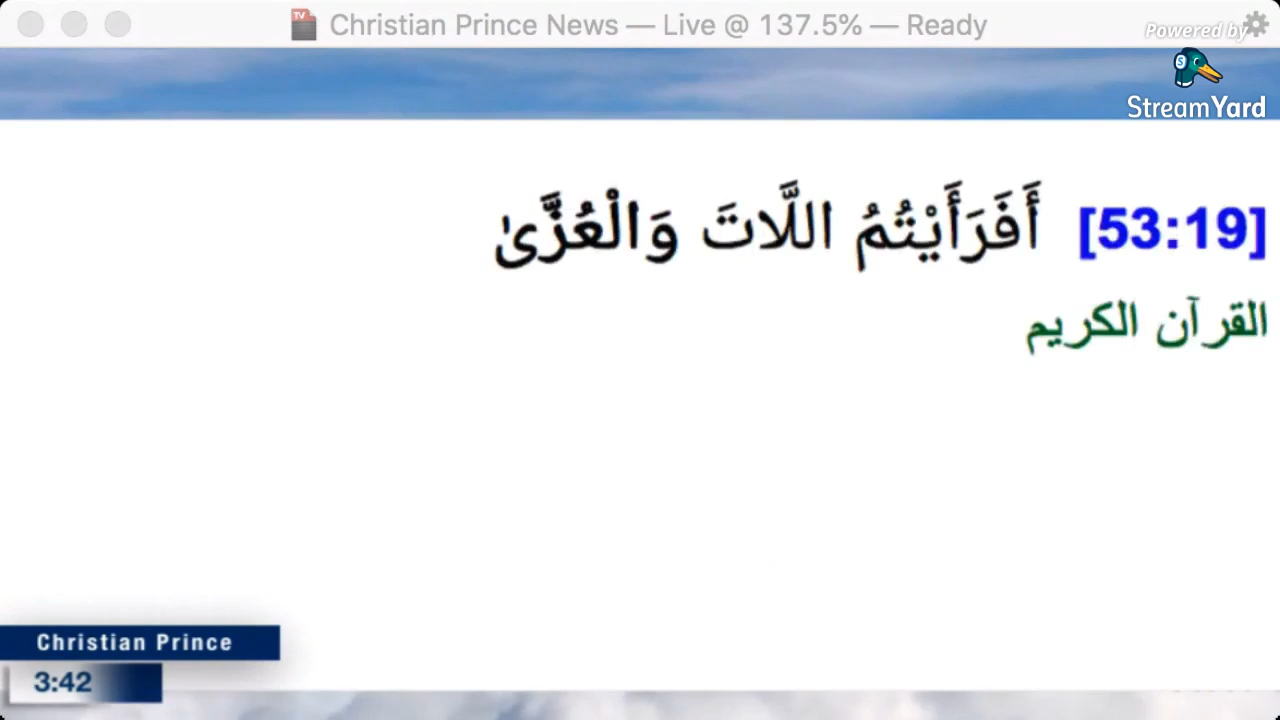 Christian Prince News — Live @ 137.5% — Ready
Powered by
StreamYard
[53:19] أَفَرَأَيْتُمُ اللَّاتَ وَالْعُزَّىٰ
القرآن الكريم
Christian Prince
3:42